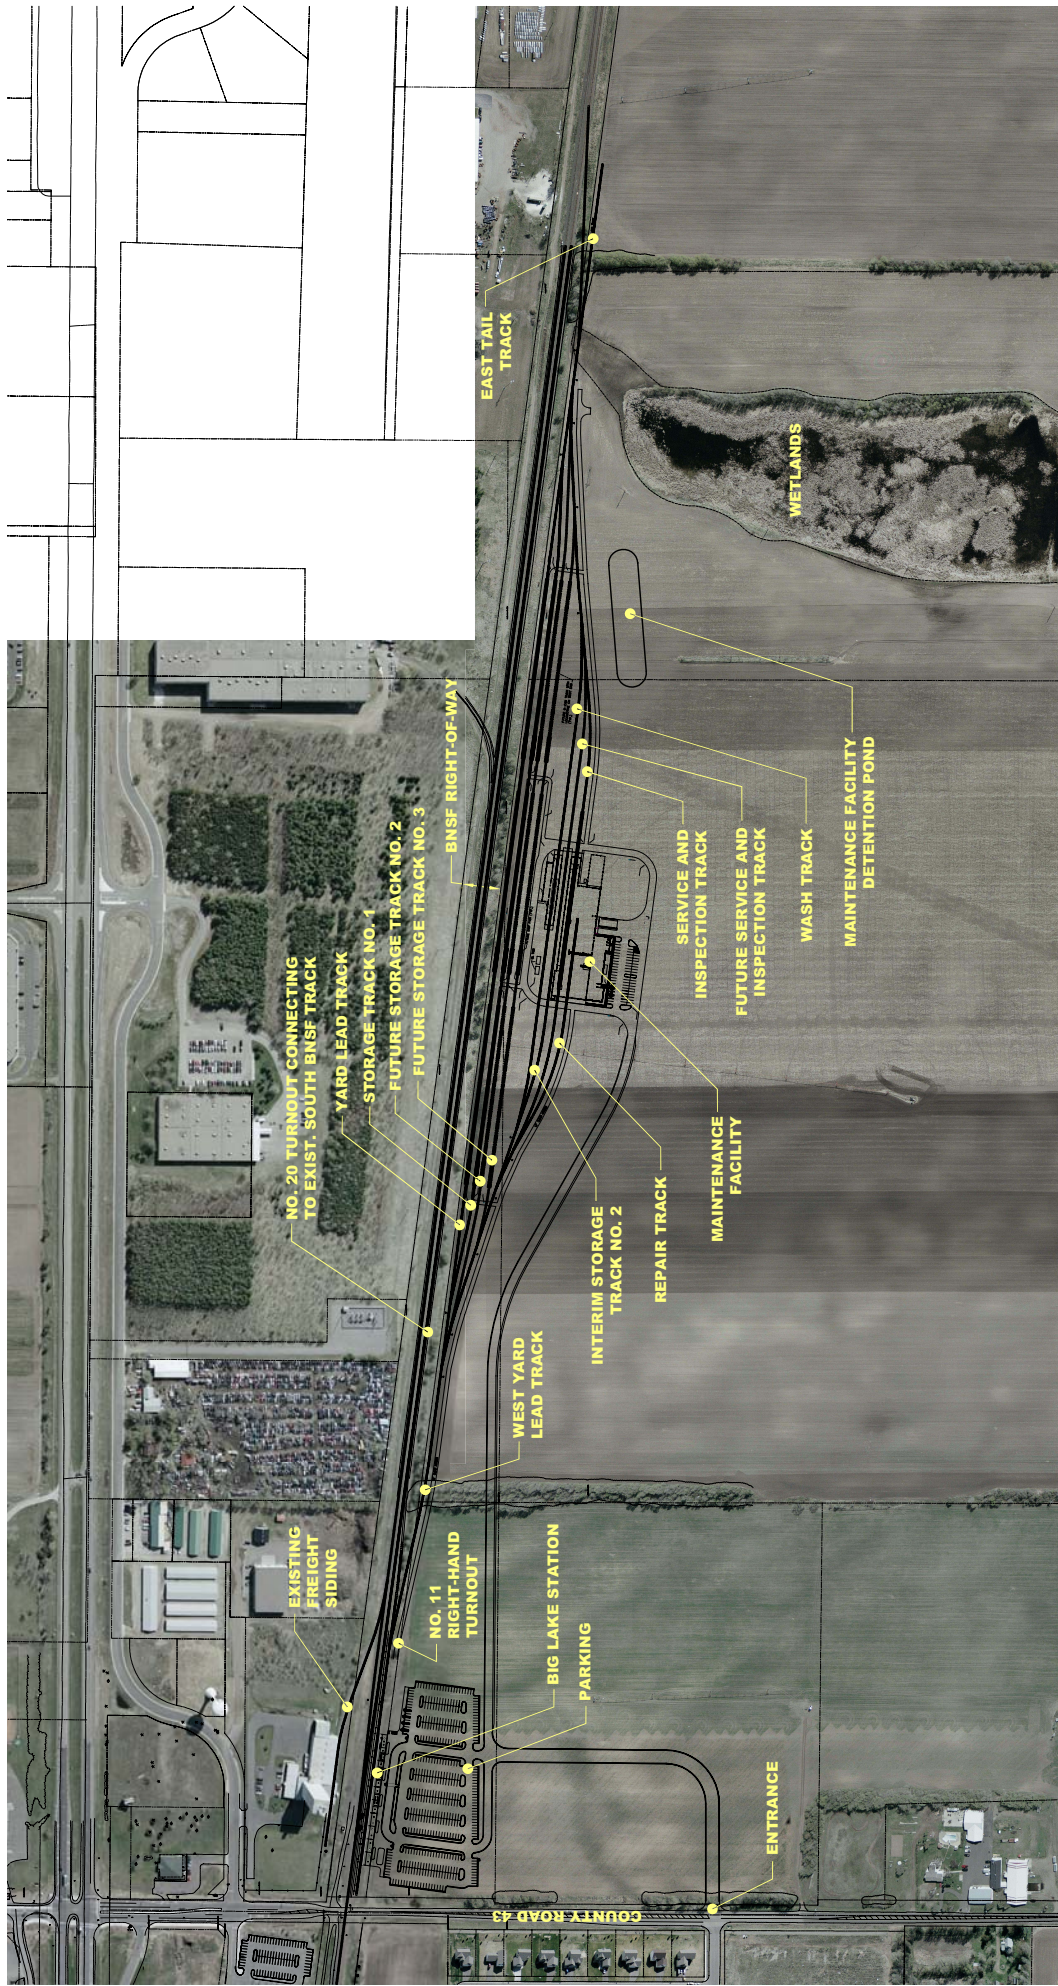 EAST TAIL
TRACK
WETLANDS
BNSF RIGHT-OF-WAY
FUTURE STORAGE TRACK NO. 3
FUTURE STORAGE TRACK NO. 2
STORAGE TRACK NO. 1
YARD LEAD TRACK
NO. 20 TURNOUT CONNECTING
TO EXIST. SOUTH BNSF TRACK
SERVICE AND
INSPECTION TRACK
FUTURE SERVICE AND
INSPECTION TRACK
WASH TRACK
MAINTENANCE FACILITY
DETENTION POND
MAINTENANCE
FACILITY
REPAIR TRACK
INTERIM STORAGE
TRACK NO. 2
WEST YARD
LEAD TRACK
EXISTING
FREIGHT
SIDING
NO. 11
RIGHT-HAND
TURNOUT
BIG LAKE STATION
PARKING
ENTRANCE
COUNTY ROAD 43